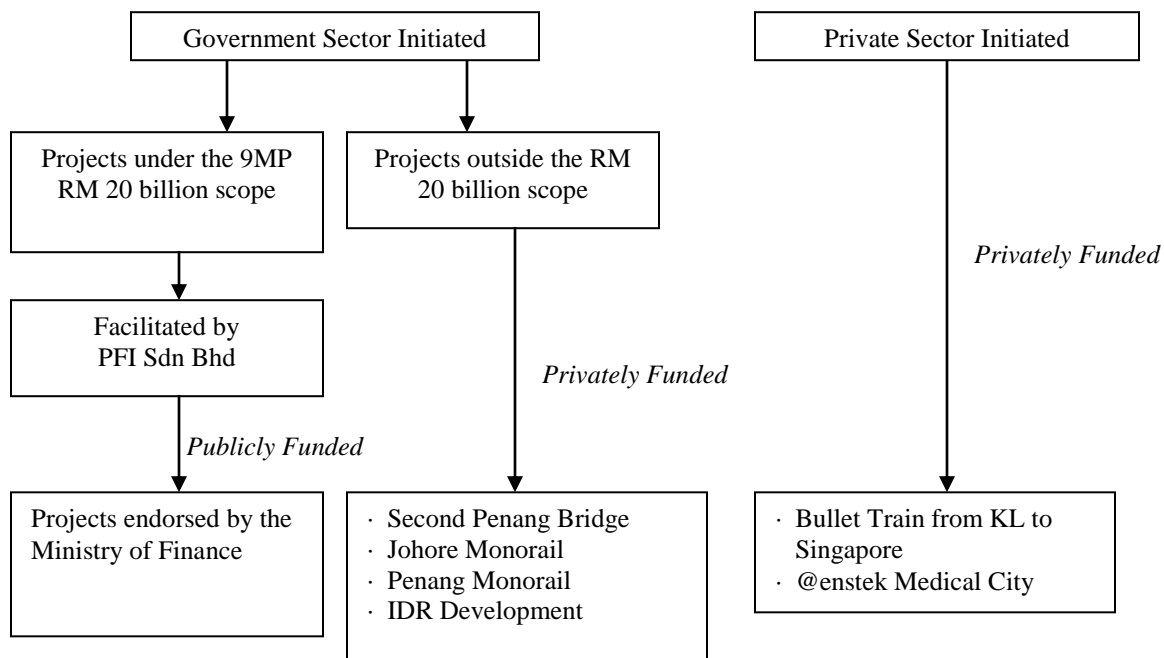 Government Sector Initiated
Private Sector Initiated
Projects under the 9MP
RM 20 billion scope
Projects outside the RM
20 billion scope
Privately Funded
Facilitated by
PFI Sdn Bhd
Privately Funded
Publicly Funded
Projects endorsed by the
Ministry of Finance
· Second Penang Bridge
· Johore Monorail
· Penang Monorail
· IDR Development
· Bullet Train from KL to
Singapore
· @enstek Medical City